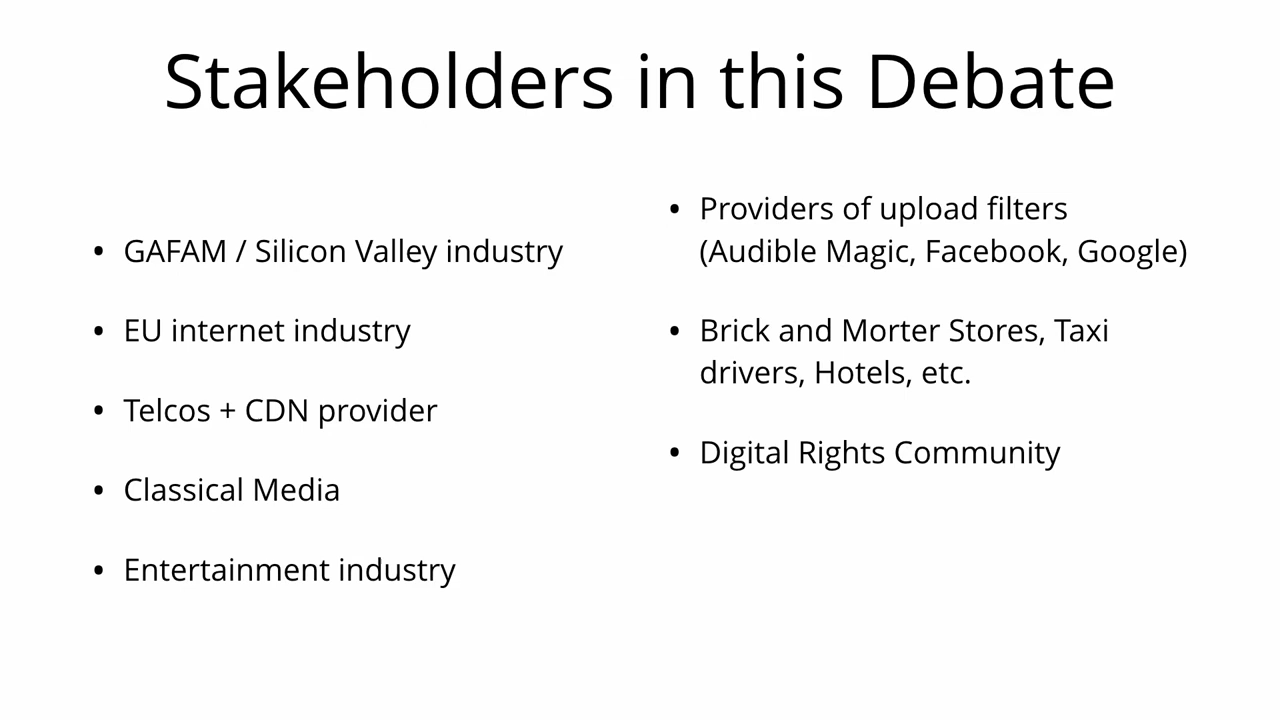 Stakeholders in this Debate
• GAFAM / Silicon Valley industry
• EU internet industry
• Telcos + CDN provider
• Classical Media
• Entertainment industry
• Providers of upload filters
(Audible Magic, Facebook, Google)
• Brick and Morter Stores, Taxi
drivers, Hotels, etc.
• Digital Rights Community